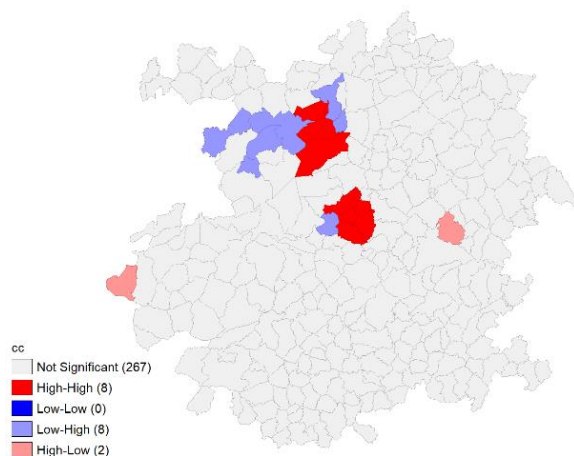 cc
Not Significant (267)
High-High (8)
Low-Low (0)
Low-High (8)
High-Low (2)